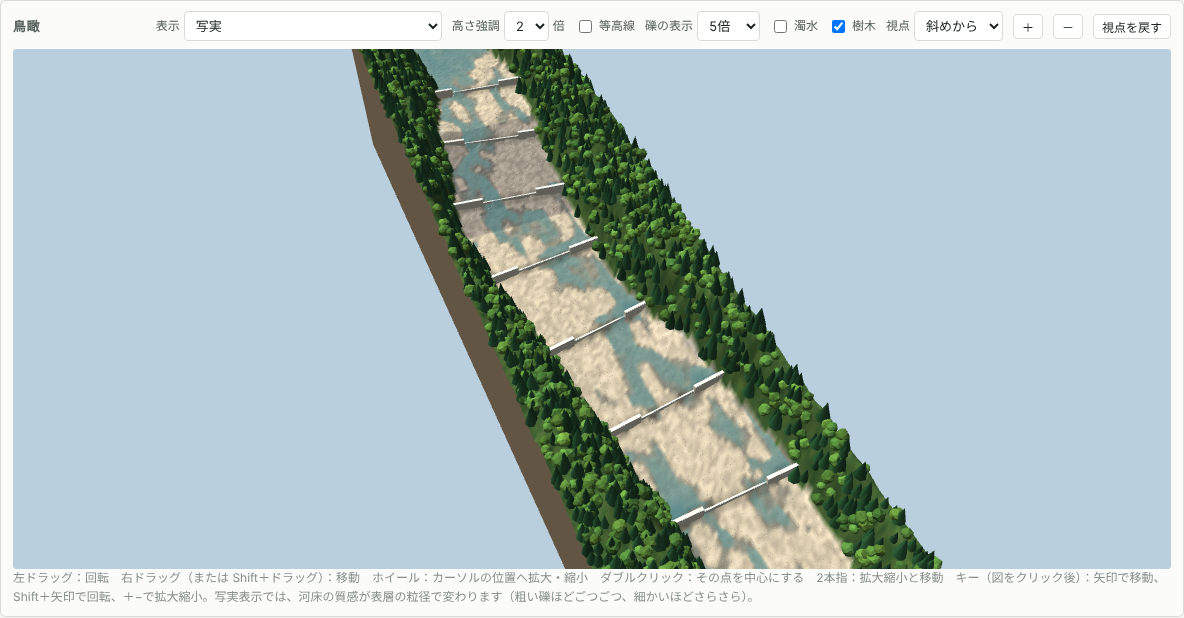 鳥瞰 表示 写実 高さ強調 2 倍 等高線 礫の表示 5倍 濁水 樹木 視点 斜めから + − 視点を戻す
左ドラッグ：回転　右ドラッグ（または Shift＋ドラッグ）：移動　ホイール：カーソルの位置へ拡大・縮小　ダブルクリック：その点を中心にする　2本指：拡大縮小と移動　キー（図をクリック後）：矢印で移動、
Shift＋矢印で回転、＋−で拡大縮小。写実表示では、河床の質感が表層の粒径で変わります（粗い礫ほどごつごつ、細かいほどさらさら）。